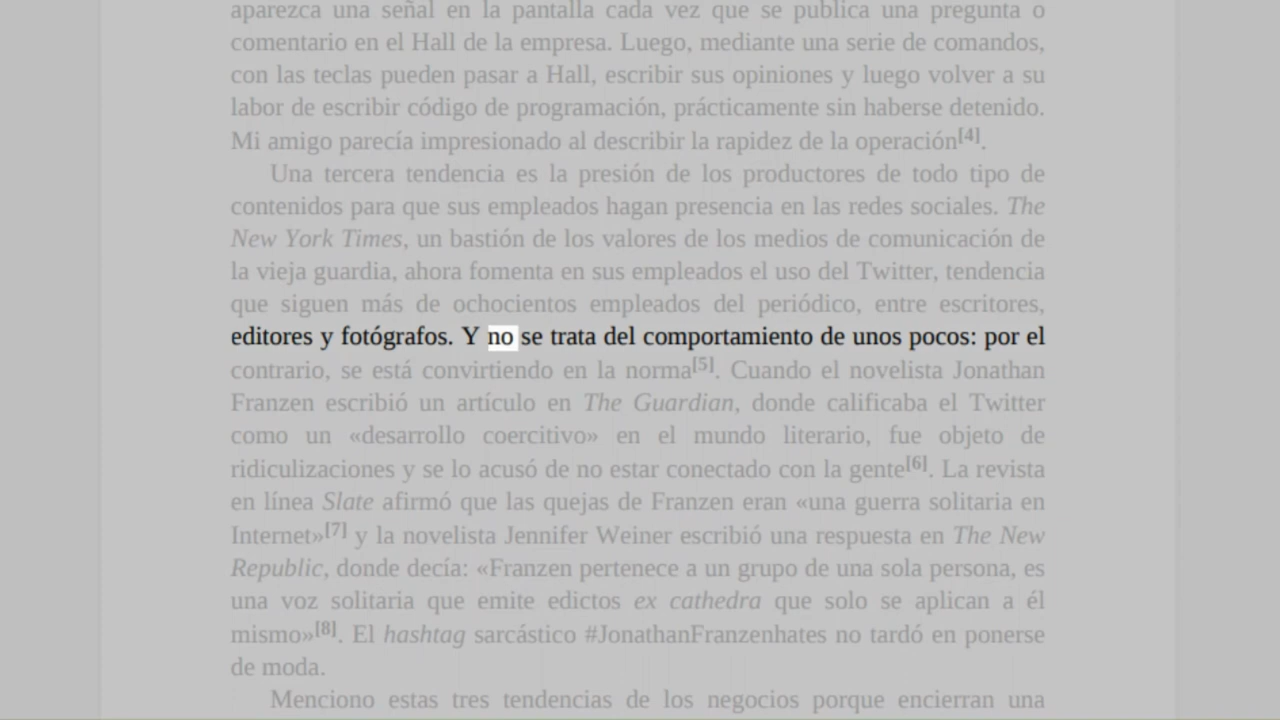 aparezca una señal en la pantalla cada vez que se publica una pregunta o
comentario en el Hall de la empresa. Luego, mediante una serie de comandos,
con las teclas pueden pasar a Hall, escribir sus opiniones y luego volver a su
labor de escribir código de programación, prácticamente sin haberse detenido.
Mi amigo parecía impresionado al describir la rapidez de la operación[4].
Una tercera tendencia es la presión de los productores de todo tipo de
contenidos para que sus empleados hagan presencia en las redes sociales. The
New York Times, un bastión de los valores de los medios de comunicación de
la vieja guardia, ahora fomenta en sus empleados el uso del Twitter, tendencia
que siguen más de ochocientos empleados del periódico, entre escritores,
editores y fotógrafos. Y no se trata del comportamiento de unos pocos: por el
contrario, se está convirtiendo en la norma[5]. Cuando el novelista Jonathan
Franzen escribió un artículo en The Guardian, donde calificaba el Twitter
como un «desarrollo coercitivo» en el mundo literario, fue objeto de
ridiculizaciones y se lo acusó de no estar conectado con la gente[6]. La revista
en línea Slate afirmó que las quejas de Franzen eran «una guerra solitaria en
Internet»[7] y la novelista Jennifer Weiner escribió una respuesta en The New
Republic, donde decía: «Franzen pertenece a un grupo de una sola persona, es
una voz solitaria que emite edictos ex cathedra que solo se aplican a él
mismo»[8]. El hashtag sarcástico #JonathanFranzenhates no tardó en ponerse
de moda.
Menciono estas tres tendencias de los negocios porque encierran una